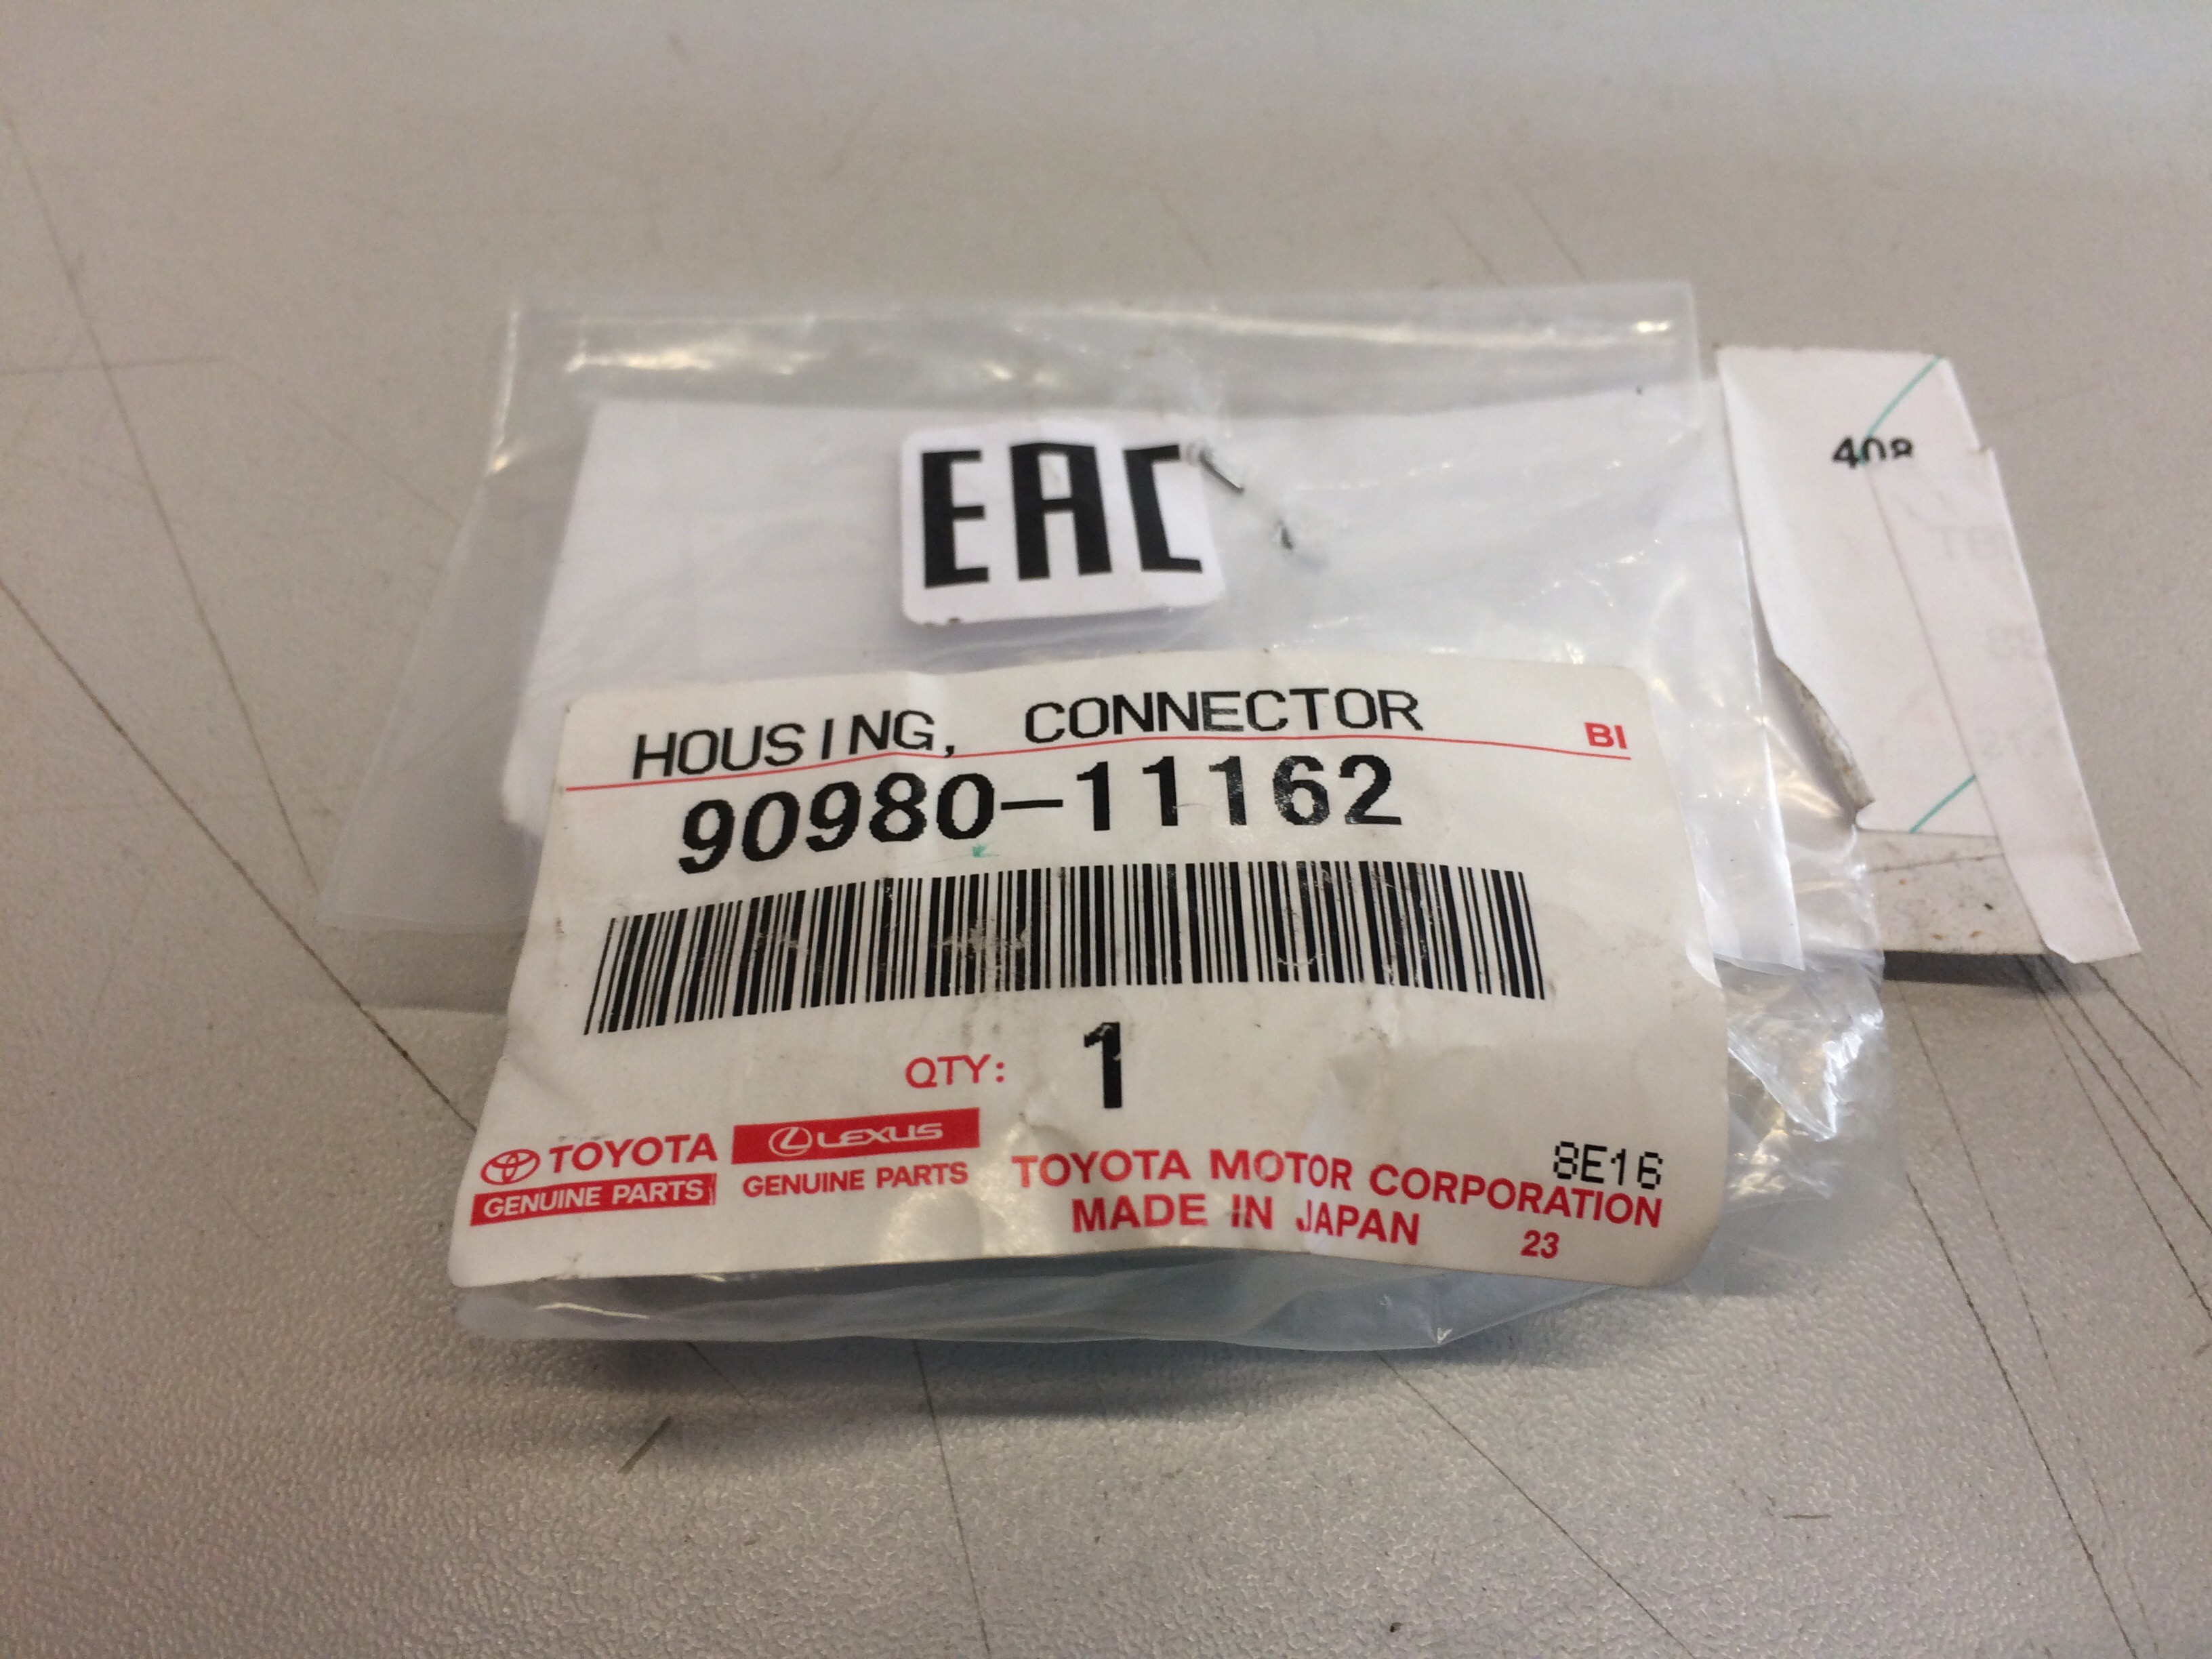 EAC
408
HOUSING, CONNECTOR
BI
90980-11162
QTY: 1
TOYOTA
GENUINE PARTS
LEXUS
GENUINE PARTS
8E16
TOYOTA MOTOR CORPORATION
MADE IN JAPAN
23